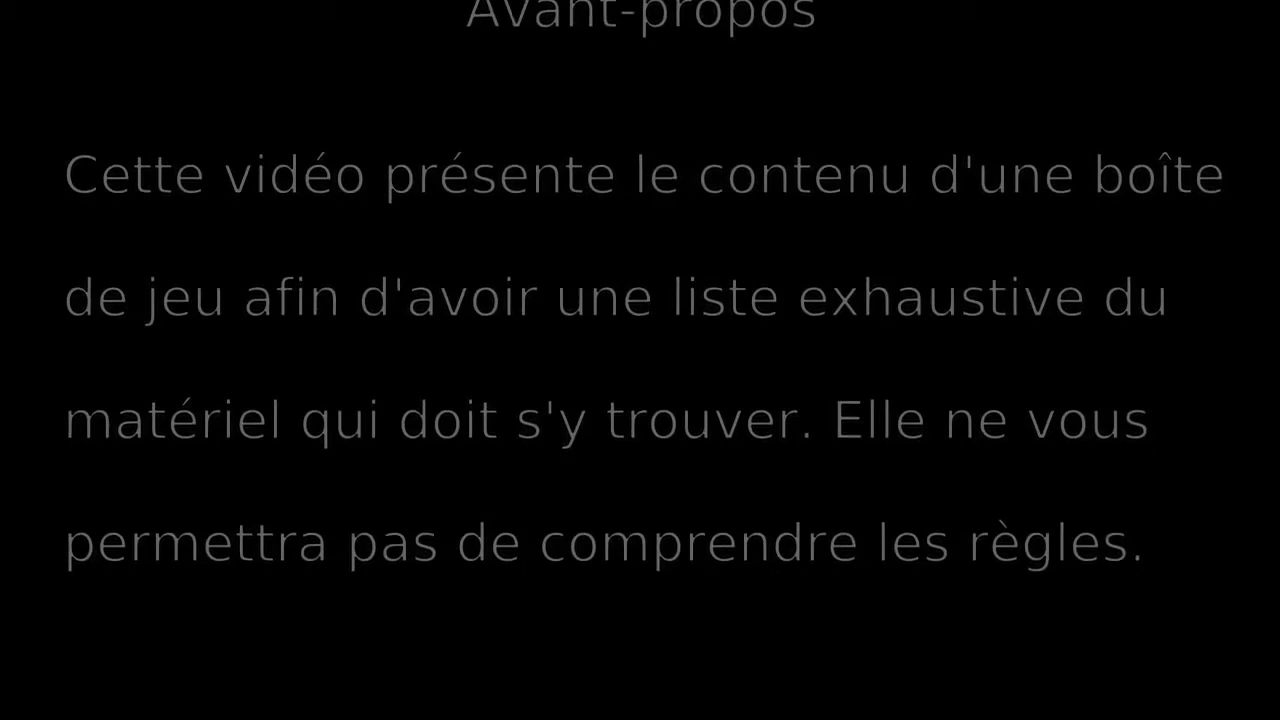 Avant-propos
Cette vidéo présente le contenu d'une boîte
de jeu afin d'avoir une liste exhaustive du
matériel qui doit s'y trouver. Elle ne vous
permettra pas de comprendre les règles.